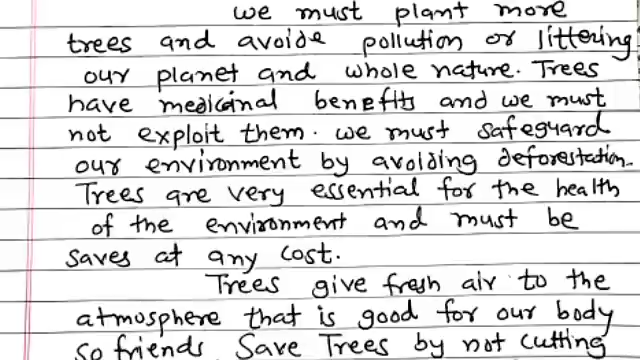 we must plant more
trees and avoide pollution or littering
our planet and whole nature. Trees
have medicinal benefits and we must
not exploit them. we must safeguard
our environment by avoiding deforestation.
Trees are very essential for the health
of the environment and must be
saves at any cost.
Trees give fresh air to the
atmosphere that is good for our body
so friends, Save Trees by not cutting